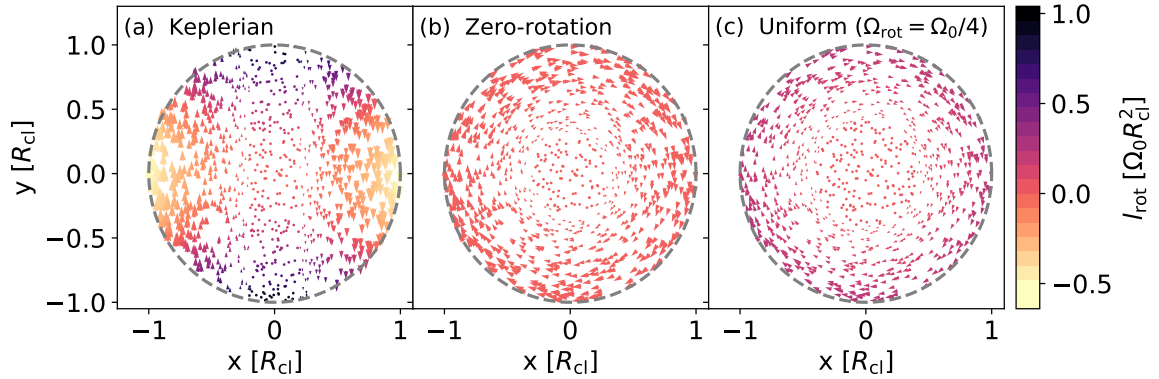 (a) Keplerian
(b) Zero-rotation
(c) Uniform (Ω_rot = Ω_0/4)
1.0
0.5
0.0
−0.5
−1.0
y [R_cl]
−1 0 1
−1 0 1
−1 0 1
x [R_cl]
x [R_cl]
x [R_cl]
1.0
0.5
0.0
−0.5
l_rot [Ω_0 R_cl^2]